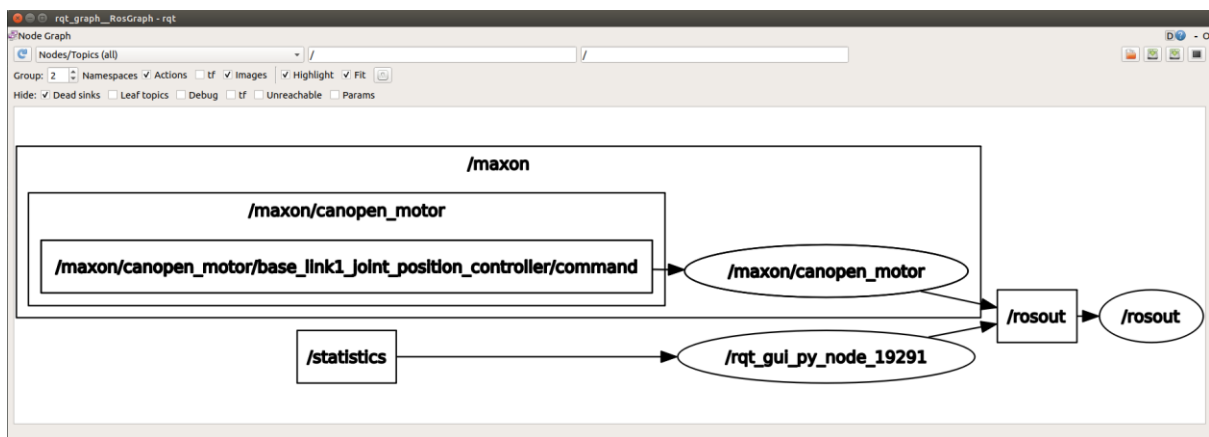 rqt_graph__RosGraph - rqt
Node Graph
D
- O
Nodes/Topics (all)
/
/
Group: 2 Namespaces Actions tf Images Highlight Fit
Hide: Dead sinks Leaf topics Debug tf Unreachable Params
/maxon
/maxon/canopen_motor
/maxon/canopen_motor/base_link1_joint_position_controller/command
/maxon/canopen_motor
/rosout
/rosout
/statistics
/rqt_gui_py_node_19291